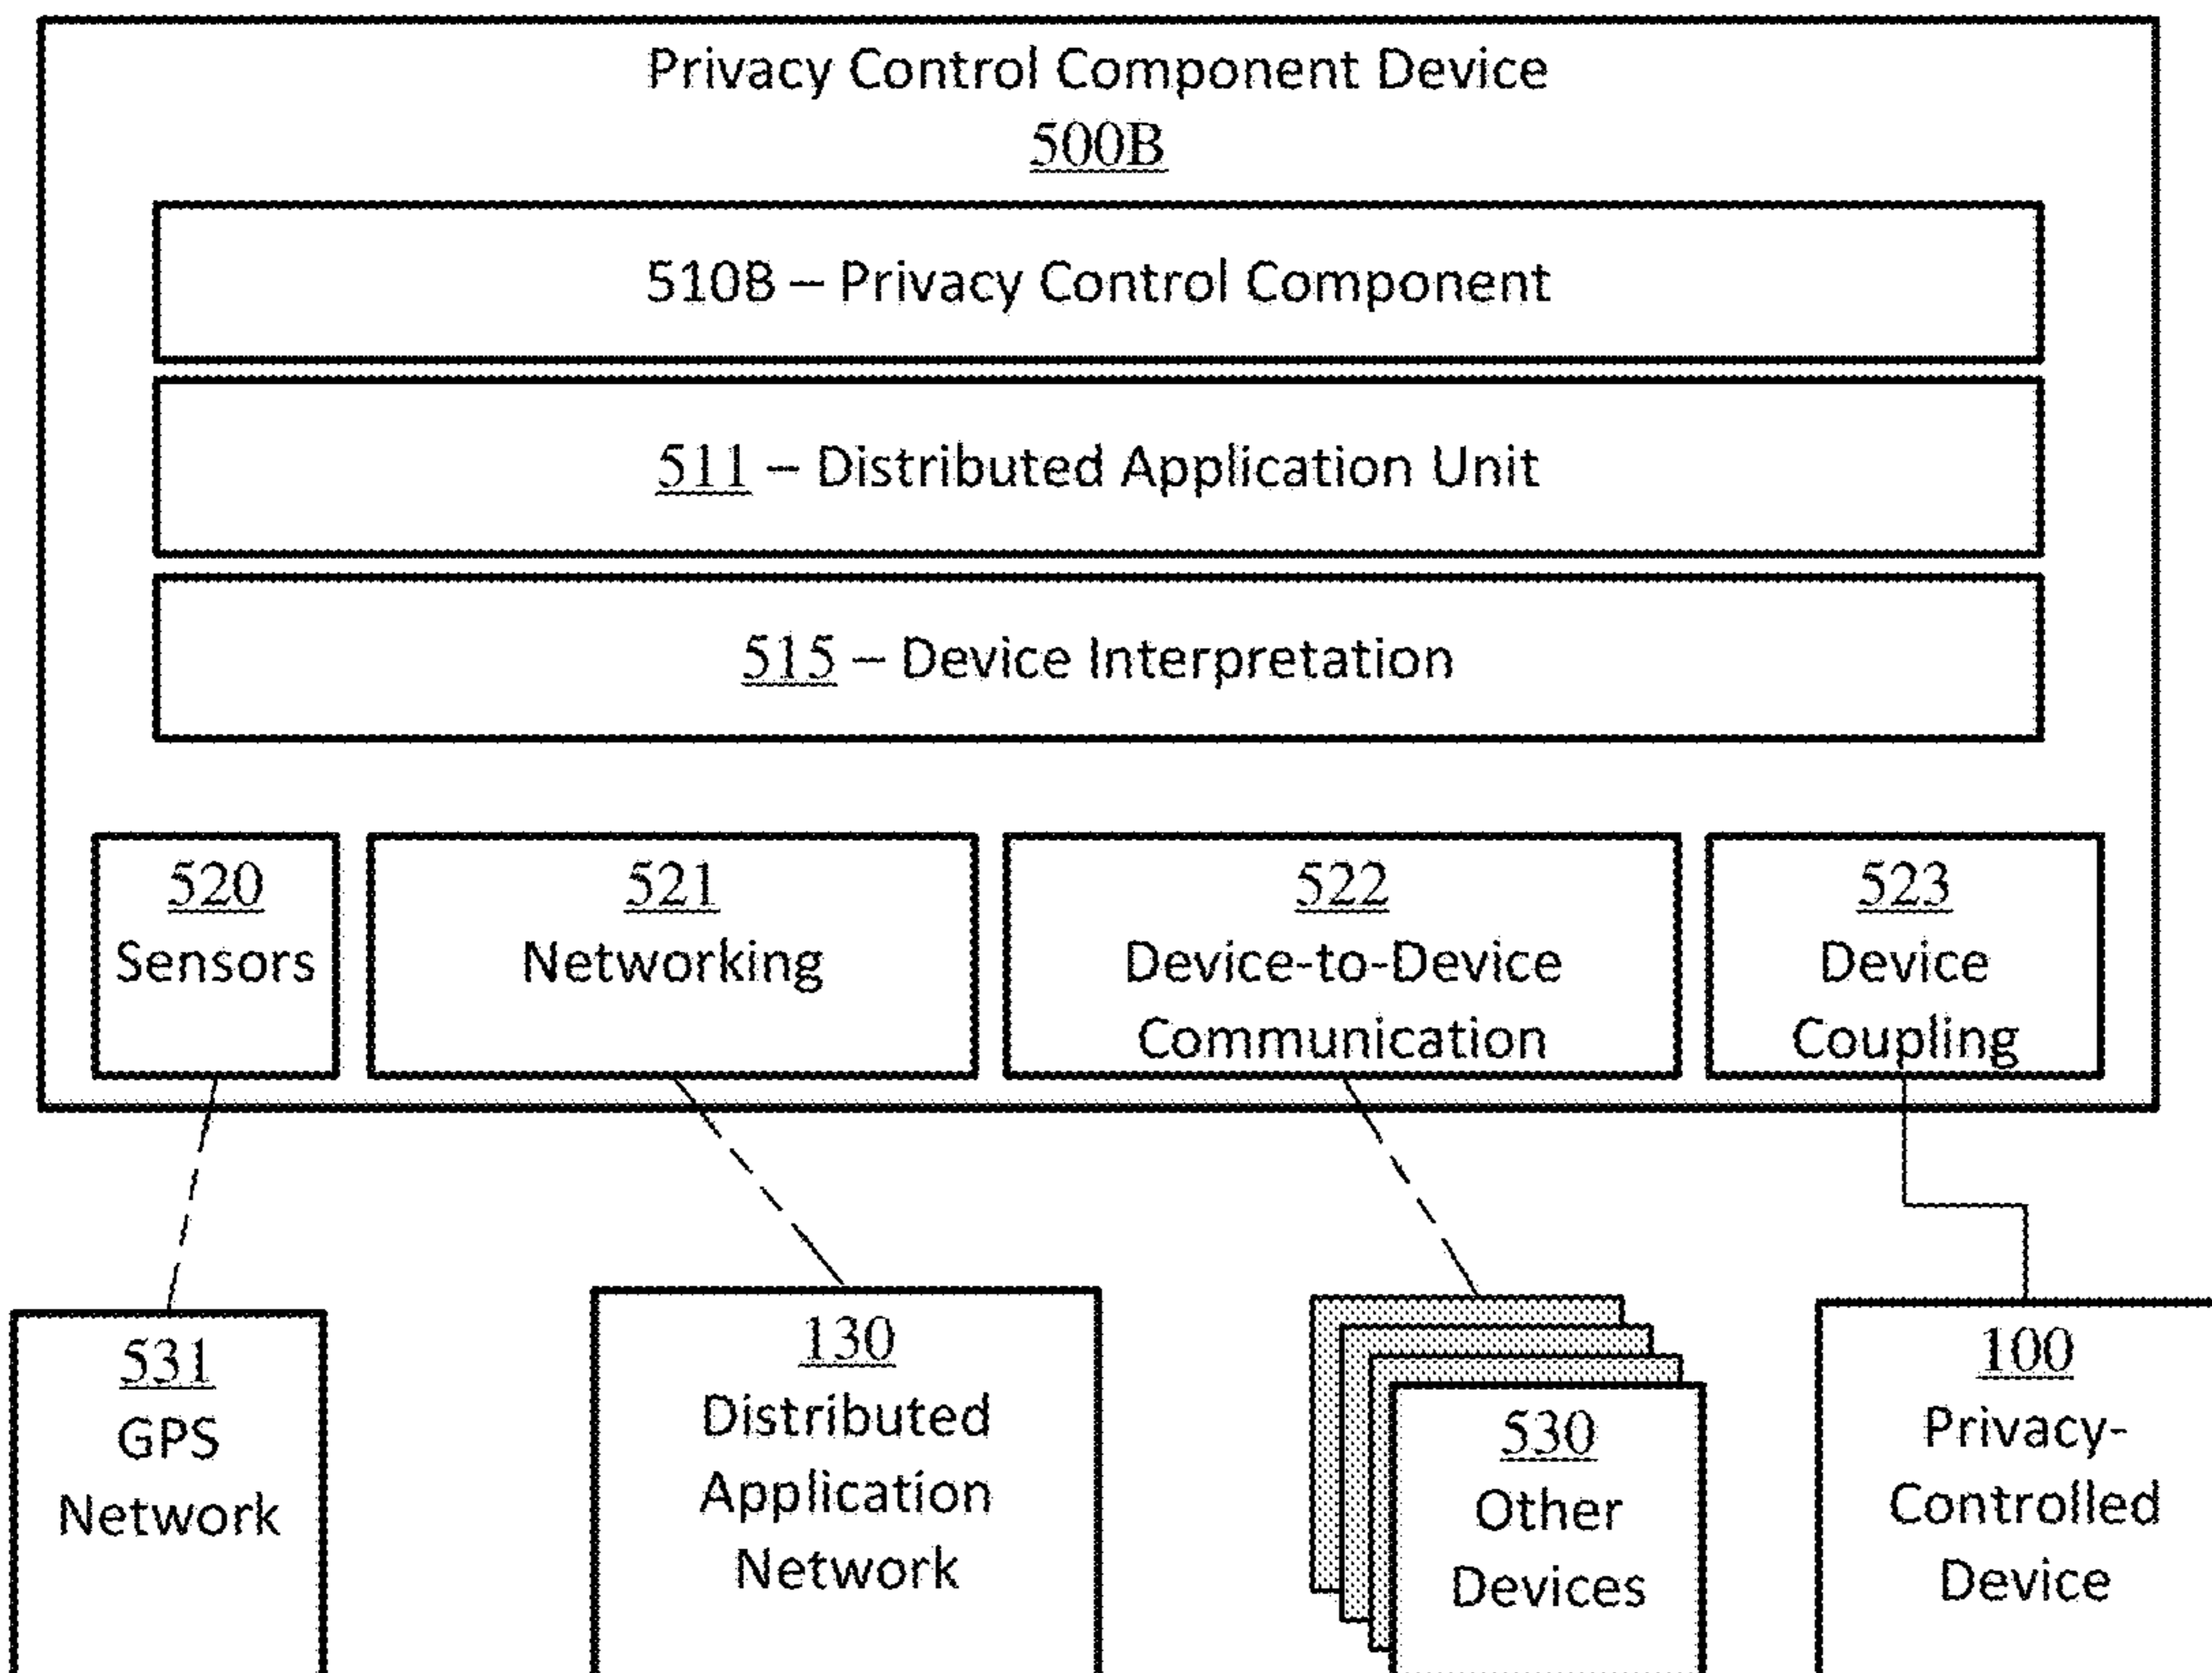 Privacy Control Component Device
500B
510B – Privacy Control Component
511 – Distributed Application Unit
515 – Device Interpretation
520
Sensors
521
Networking
522
Device-to-Device
Communication
523
Device
Coupling
531
GPS
Network
130
Distributed
Application
Network
530
Other
Devices
100
Privacy-
Controlled
Device